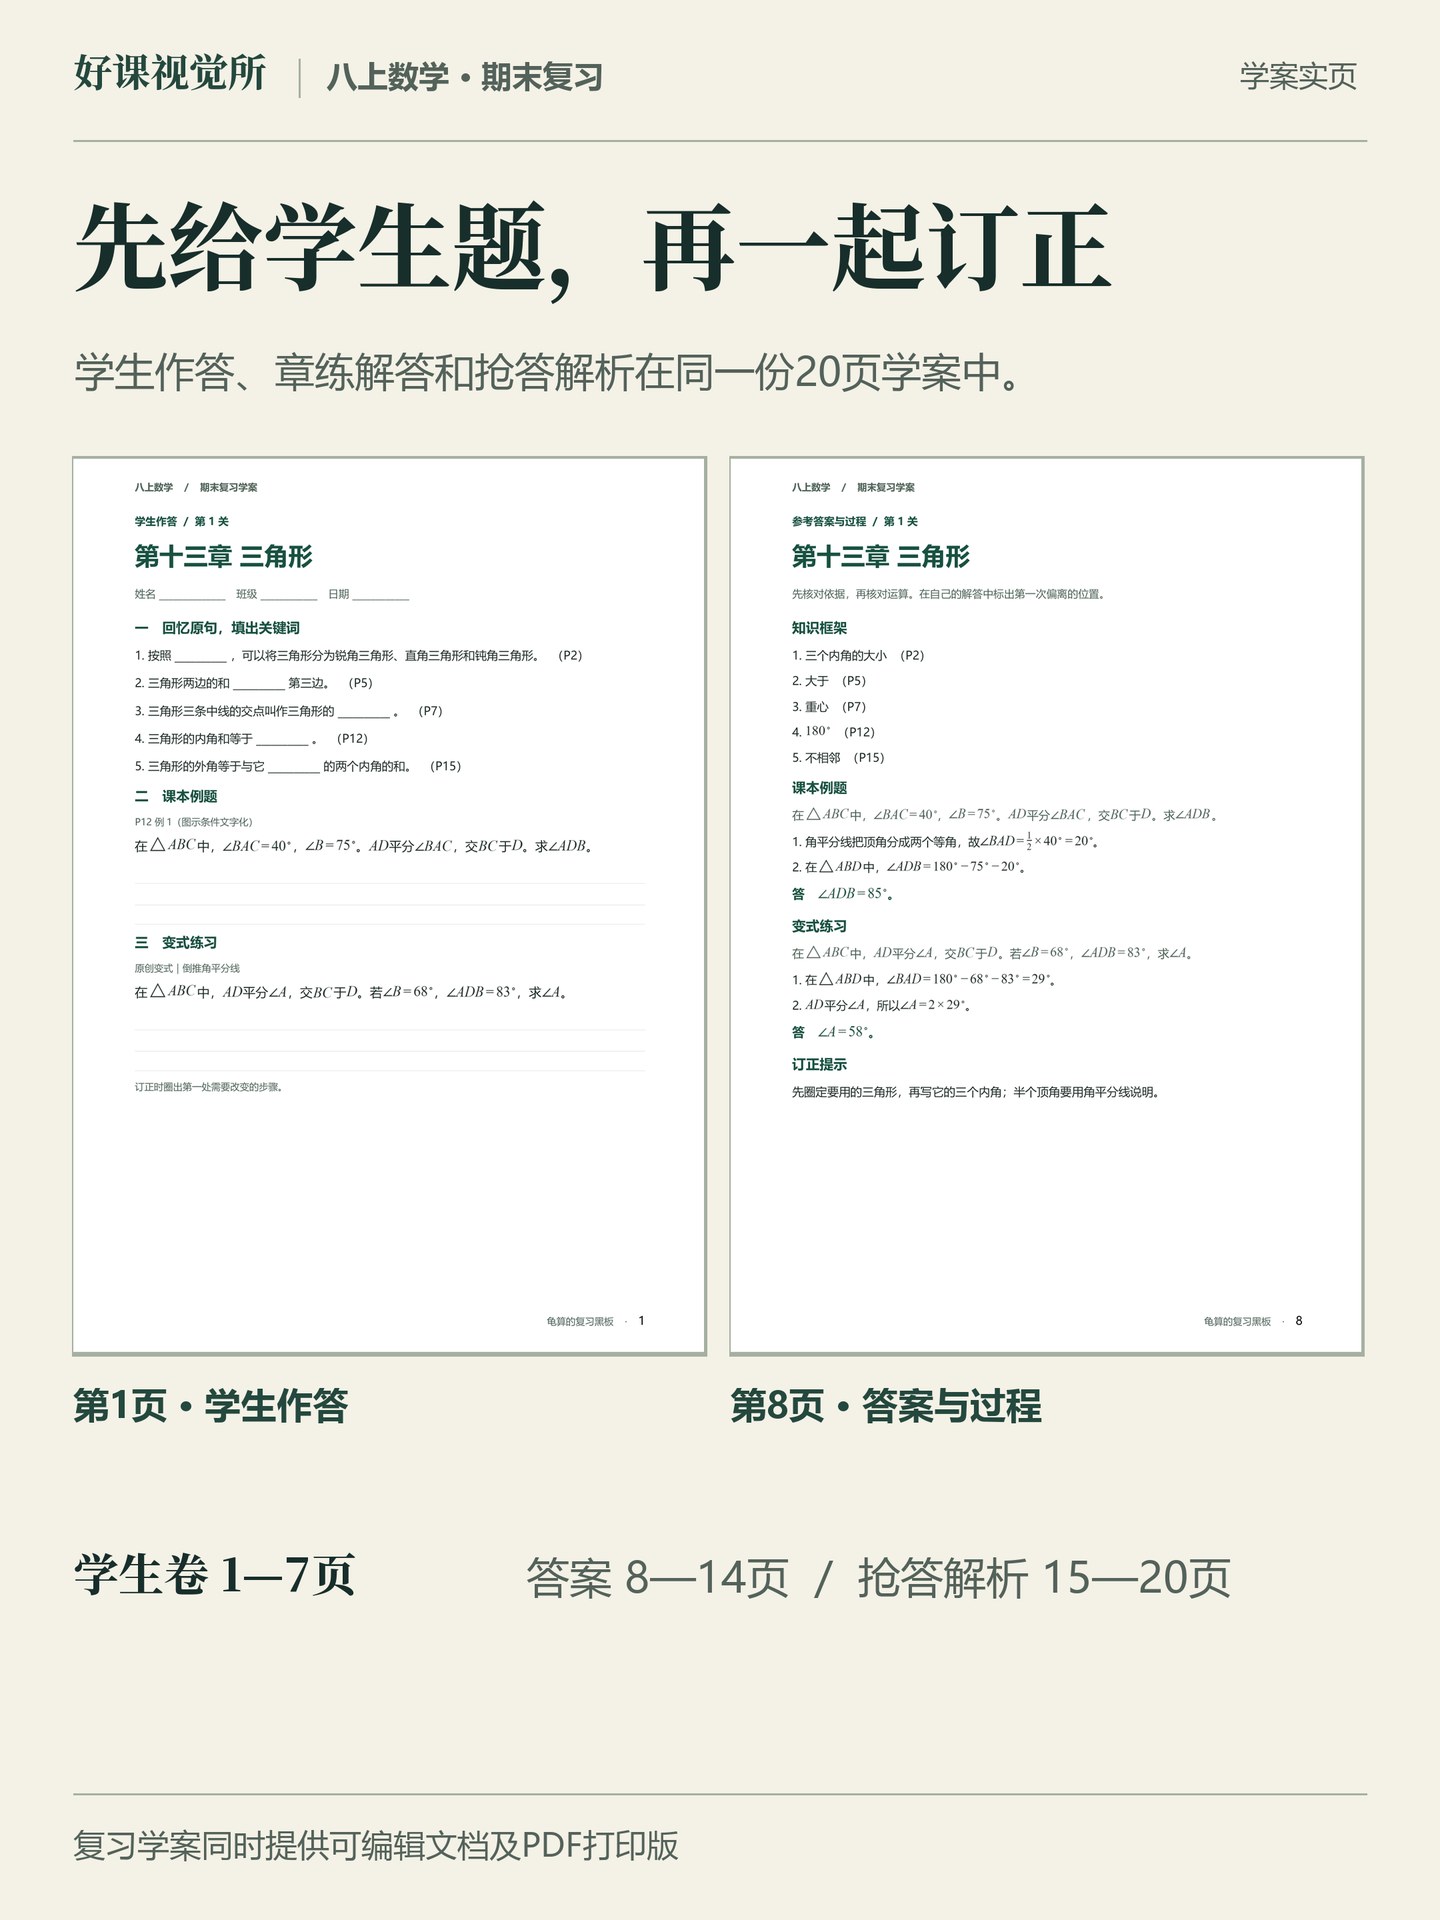 好课视觉所 | 八上数学·期末复习
学案实页
先给学生题，再一起订正
学生作答、章练解答和抢答解析在同一份20页学案中。
八上数学 / 期末复习学案
学生作答 / 第 1 关
第十三章 三角形
姓名 ____________ 班级 __________ 日期 __________
一 回忆原句，填出关键词
1. 按照 _________ ，可以将三角形分为锐角三角形、直角三角形和钝角三角形。 （P2）
2. 三角形两边的和 _________ 第三边。 （P5）
3. 三角形三条中线的交点叫作三角形的 _________ 。 （P7）
4. 三角形的内角和等于 _________ 。 （P12）
5. 三角形的外角等于与它 _________ 的两个内角的和。 （P15）
二 课本例题
P12 例 1（图示条件文字化）
在△ABC中，∠BAC=40°，∠B=75°。AD平分∠BAC，交BC于D。求∠ADB。
三 变式练习
原创变式 | 倒推角平分线
在△ABC中，AD平分∠A，交BC于D。若∠B=68°，∠ADB=83°，求∠A。
订正时圈出第一处需要改变的步骤。
龟算的复习黑板 · 1
八上数学 / 期末复习学案
参考答案与过程 / 第 1 关
第十三章 三角形
先核对依据，再核对运算。在自己的解答中标出第一次偏离的位置。
知识框架
1. 三个内角的大小 （P2）
2. 大于 （P5）
3. 重心 （P7）
4. 180° （P12）
5. 不相邻 （P15）
课本例题
在△ABC中，∠BAC=40°，∠B=75°。AD平分∠BAC，交BC于D。求∠ADB。
1. 角平分线把顶角分成两个等角，故∠BAD=½×40°=20°。
2. 在△ABD中，∠ADB=180°−75°−20°。
答 ∠ADB=85°。
变式练习
在△ABC中，AD平分∠A，交BC于D。若∠B=68°，∠ADB=83°，求∠A。
1. 在△ABD中，∠BAD=180°−68°−83°=29°。
2. AD平分∠A，所以∠A=2×29°。
答 ∠A=58°。
订正提示
先圈定要用的三角形，再写它的三个内角；半个顶角要用角平分线说明。
龟算的复习黑板 · 8
第1页·学生作答
第8页·答案与过程
学生卷 1—7页
答案 8—14页 / 抢答解析 15—20页
复习学案同时提供可编辑文档及PDF打印版